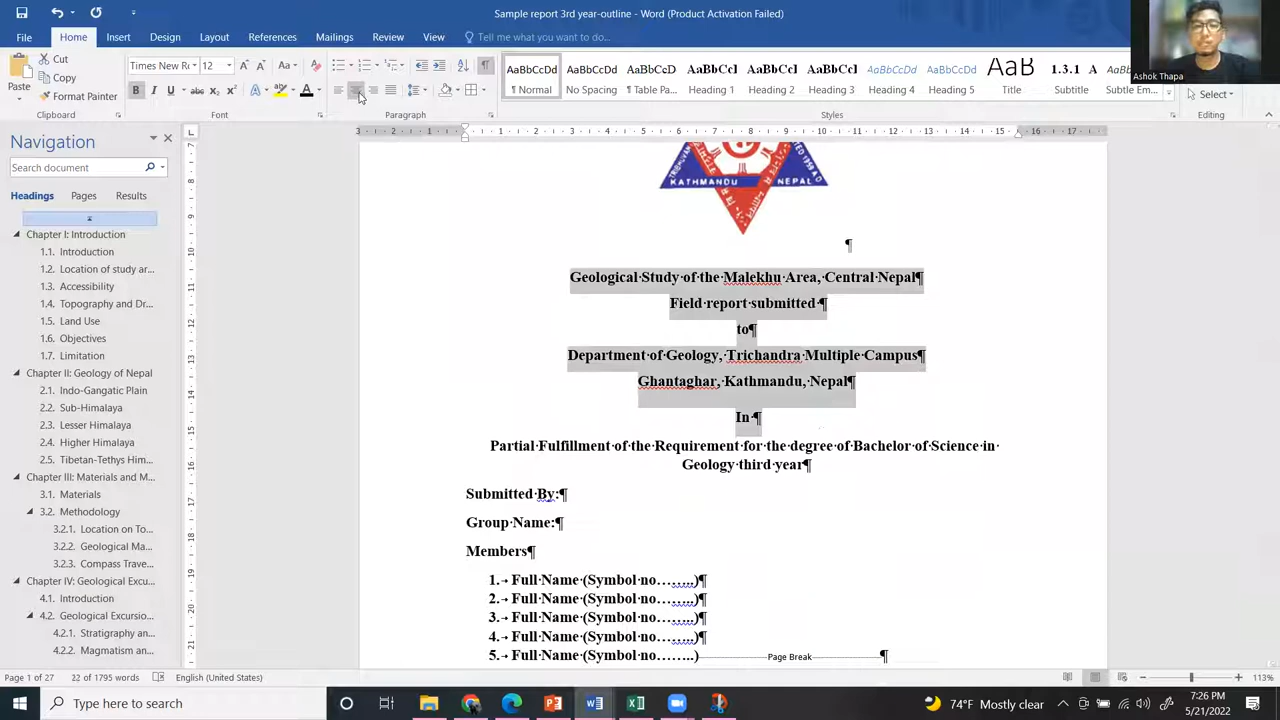 Sample report 3rd year-outline - Word (Product Activation Failed)
File Home Insert Design Layout References Mailings Review View Tell me what you want to do...
Ashok Thapa
Paste
Cut
Copy
Format Painter
Clipboard
Times New Ro 12
Font
Paragraph
AaBbCcDd AaBbCcDd AaBbCcD AaBbCcl AaBbCcl AaBbCcl AaBbCcDd AaBbCcDd AaB 1.1.3 A
¶ Normal No Spacing ¶ Table Pa... Heading 1 Heading 2 Heading 3 Heading 4 Heading 5 Title Subtitle Subtle Em...
Styles
Select
Editing
Navigation
Search document
Headings Pages Results
Chapter I: Introduction
1.1. Introduction
1.2. Location of study ar...
1.3. Accessibility
1.4. Topography and Dr...
1.5. Land Use
1.6. Objectives
1.7. Limitation
Chapter II: Geology of Nepal
2.1. Indo-Gangatic Plain
2.2. Sub-Himalaya
2.3. Lesser Himalaya
2.4. Higher Himalaya
2.5. Tibetan-Tethys Him...
Chapter III: Materials and M...
3.1. Materials
3.2. Methodology
3.2.1. Location on To...
3.2.2. Geological Ma...
3.2.3. Compass Trave...
Chapter IV: Geological Excu...
4.1. Introduction
4.2. Geological Excursio...
4.2.1. Stratigraphy an...
4.2.2. Magmatism an...
KATHMANDU NEPAL
¶
Geological·Study·of·the·Malekhu·Area,·Central·Nepal¶
Field·report·submitted·¶
to¶
Department·of·Geology,·Trichandra·Multiple·Campus¶
Ghantaghar,·Kathmandu,·Nepal¶
In·¶
Partial·Fulfillment·of·the·Requirement·for·the·degree·of·Bachelor·of·Science·in·
Geology·third·year¶
Submitted·By:¶
Group·Name:¶
Members¶
1.→Full·Name·(Symbol·no……..)¶
2.→Full·Name·(Symbol·no……..)¶
3.→Full·Name·(Symbol·no……..)¶
4.→Full·Name·(Symbol·no……..)¶
5.→Full·Name·(Symbol·no……..) Page Break ¶
Page 1 of 27 22 of 1795 words English (United States) 113%
Type here to search
74°F Mostly clear
7:26 PM
5/21/2022